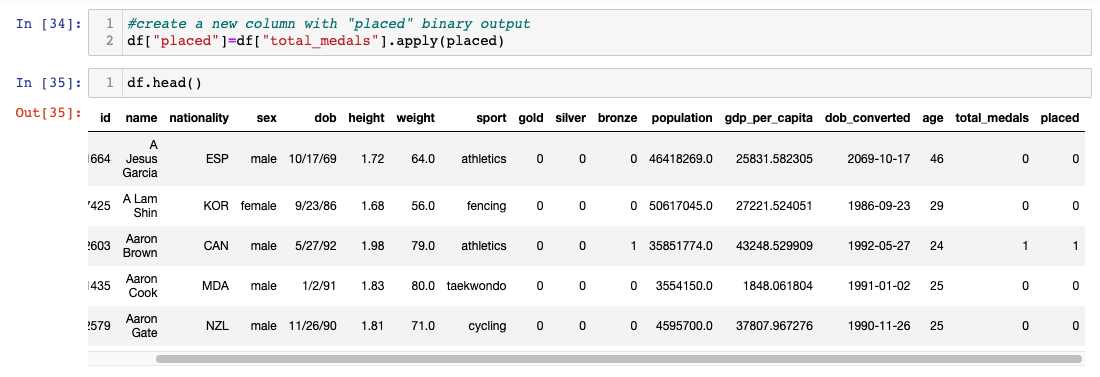 In [34]: 1 #create a new column with "placed" binary output
2 df["placed"]=df["total_medals"].apply(placed)
In [35]: 1 df.head()
Out[35]:
id name nationality sex dob height weight sport gold silver bronze population gdp_per_capita dob_converted age total_medals placed
664 A Jesus Garcia ESP male 10/17/69 1.72 64.0 athletics 0 0 0 46418269.0 25831.582305 2069-10-17 46 0 0
425 A Lam Shin KOR female 9/23/86 1.68 56.0 fencing 0 0 0 50617045.0 27221.524051 1986-09-23 29 0 0
603 Aaron Brown CAN male 5/27/92 1.98 79.0 athletics 0 0 1 35851774.0 43248.529909 1992-05-27 24 1 1
435 Aaron Cook MDA male 1/2/91 1.83 80.0 taekwondo 0 0 0 3554150.0 1848.061804 1991-01-02 25 0 0
579 Aaron Gate NZL male 11/26/90 1.81 71.0 cycling 0 0 0 4595700.0 37807.967276 1990-11-26 25 0 0